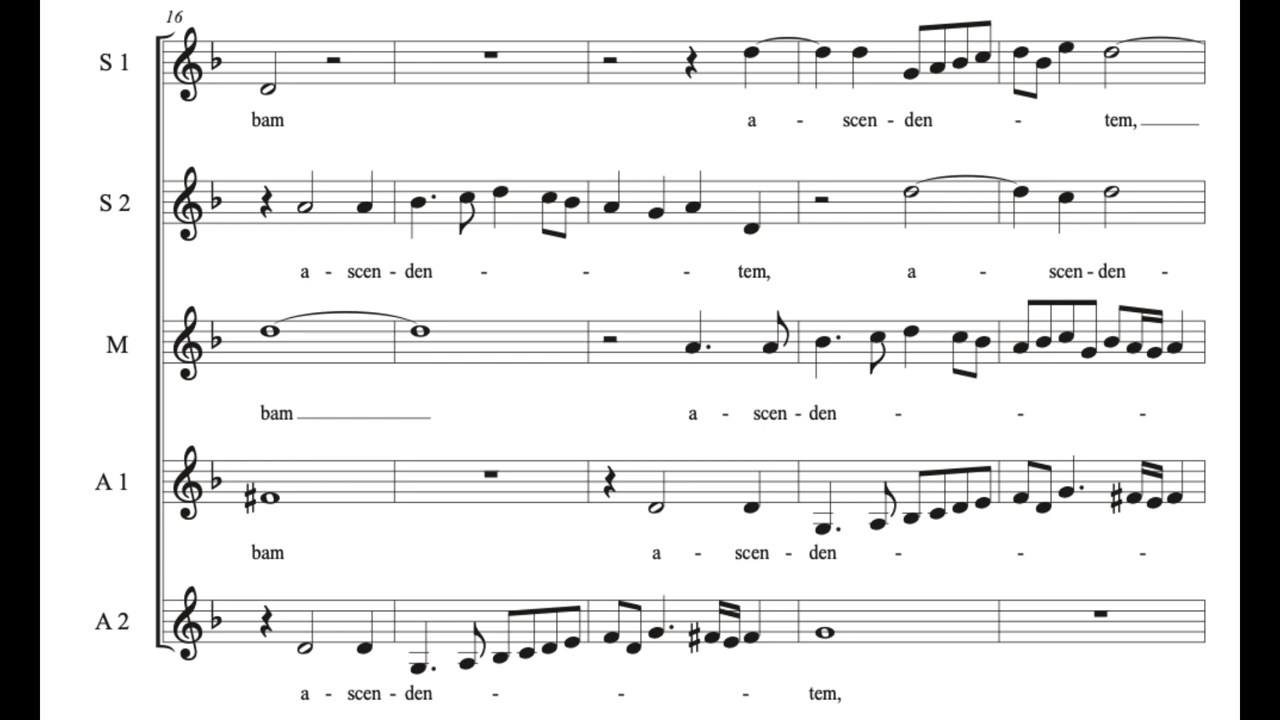 16
S 1
bam a - scen - den - tem,
S 2
a - scen - den - - - tem, a - scen - den -
M
bam a - scen - den - - -
A 1
bam a - scen - den - - -
A 2
a - scen - den - - - tem,